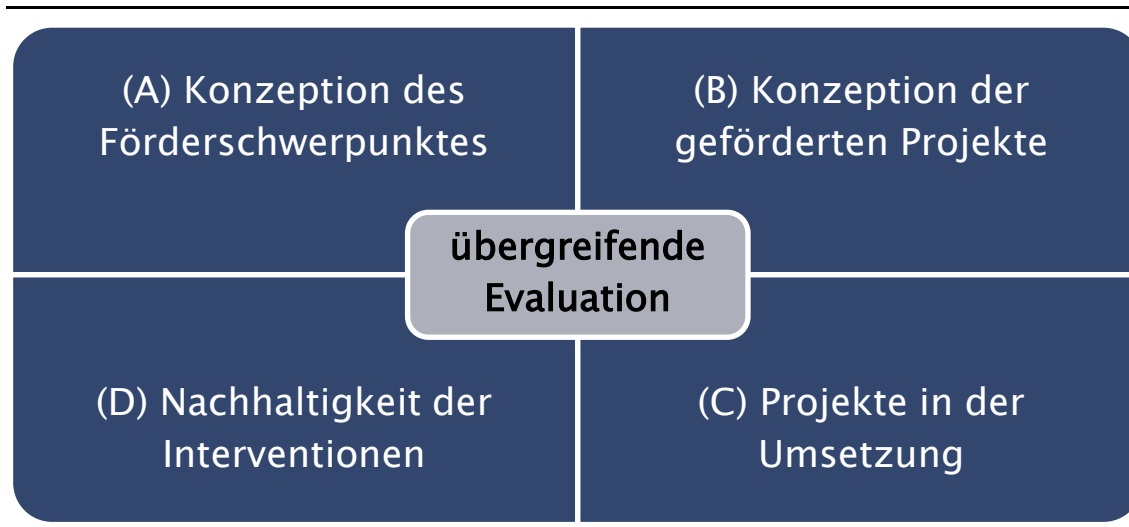 (A) Konzeption des
Förderschwerpunktes
(B) Konzeption der
geförderten Projekte
übergreifende
Evaluation
(D) Nachhaltigkeit der
Interventionen
(C) Projekte in der
Umsetzung